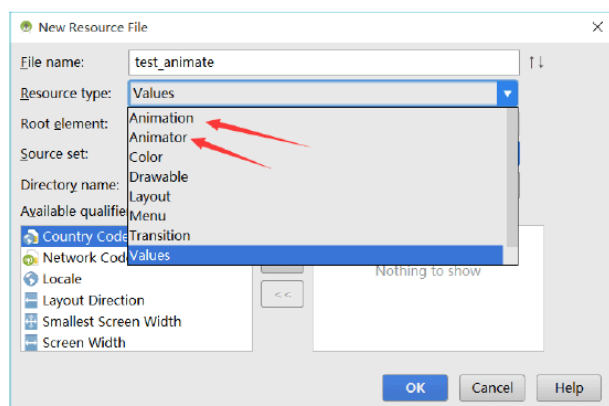 New Resource File
File name: test_animate
Resource type: Values
Root element: Animation
Animator
Source set: Color
Drawable
Directory name:
Layout
Available qualifie
Menu
Country Code Transition
Network Cod Values
Nothing to show
Locale
<<
Layout Direction
Smallest Screen Width
Screen Width
OK Cancel Help